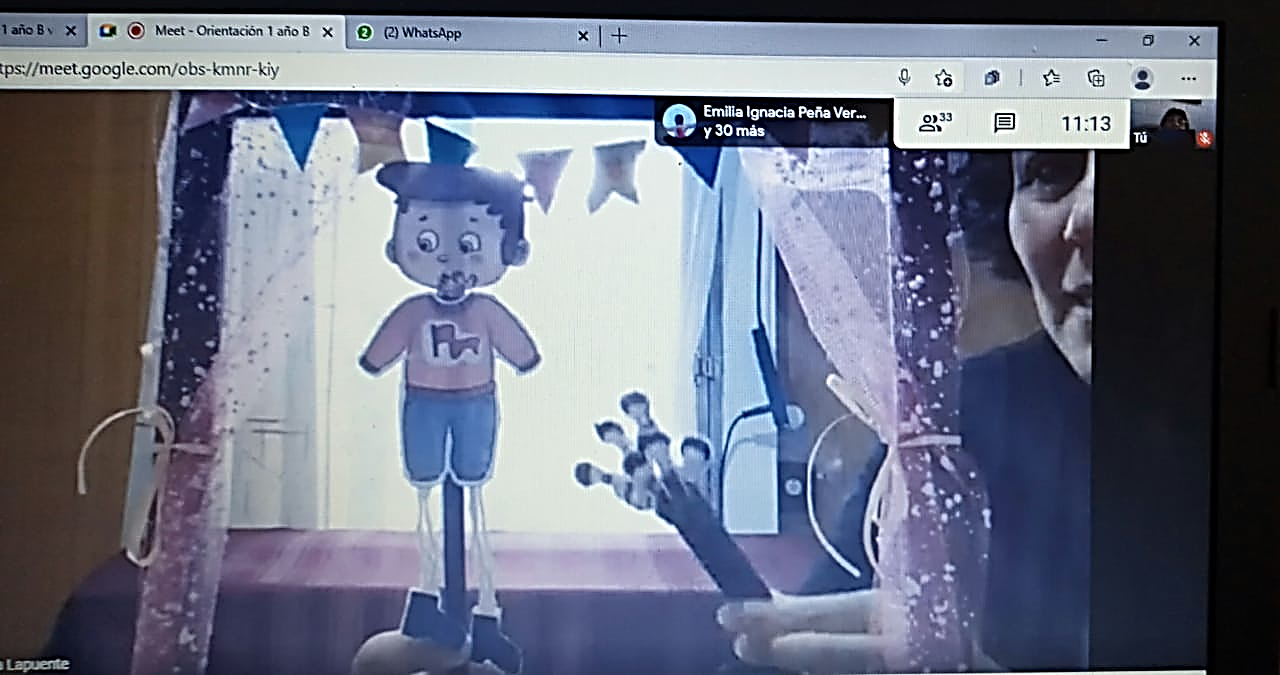 1 año B
Meet - Orientación 1 año B
(2) WhatsApp
tps://meet.google.com/obs-kmnr-kiy
Emilia Ignacia Peña Ver...
y 30 más
33
11:13
Tú
Lapuente